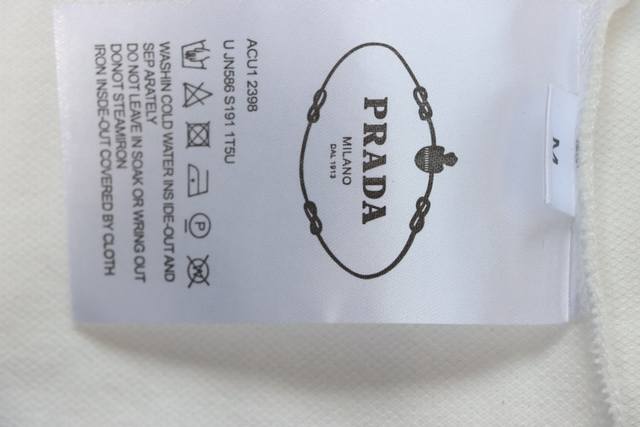 M
PRADA
MILANO
DAL 1913
ACU1 2398
U JN586 S191 1T5U
P
W
WASHIN COLD WATER INS IDE-OUT AND
SEP ARATELY
DO NOT LEAVE IN SOAK OR WRING OUT
DONOT STEAMIRON
IRON INSDE-OUT COVERED BY CLOTH